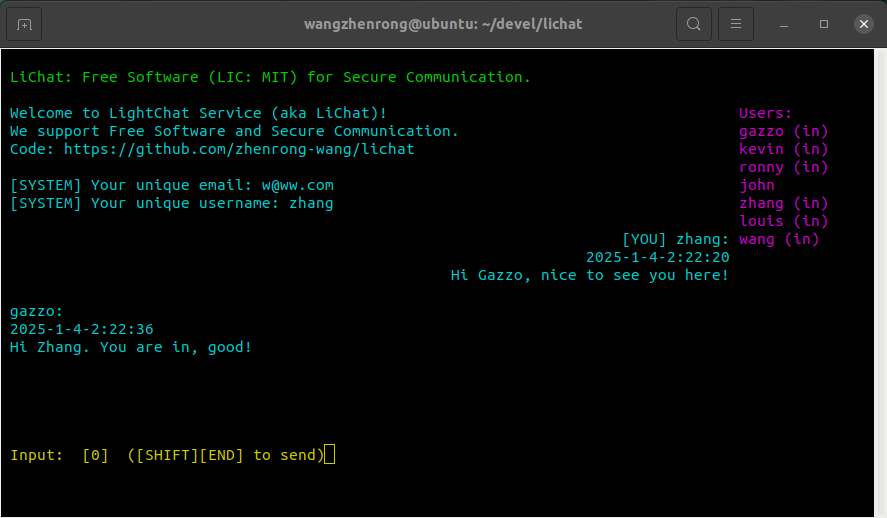 wangzhenrong@ubuntu: ~/devel/lichat
LiChat: Free Software (LIC: MIT) for Secure Communication.
Welcome to LightChat Service (aka LiChat)!
We support Free Software and Secure Communication.
Code: https://github.com/zhenrong-wang/lichat
[SYSTEM] Your unique email: w@ww.com
[SYSTEM] Your unique username: zhang
[YOU] zhang:
2025-1-4-2:22:20
Hi Gazzo, nice to see you here!
gazzo:
2025-1-4-2:22:36
Hi Zhang. You are in, good!
Users:
gazzo (in)
kevin (in)
ronny (in)
john
zhang (in)
louis (in)
wang (in)
Input:  [0]  ([SHIFT][END] to send)